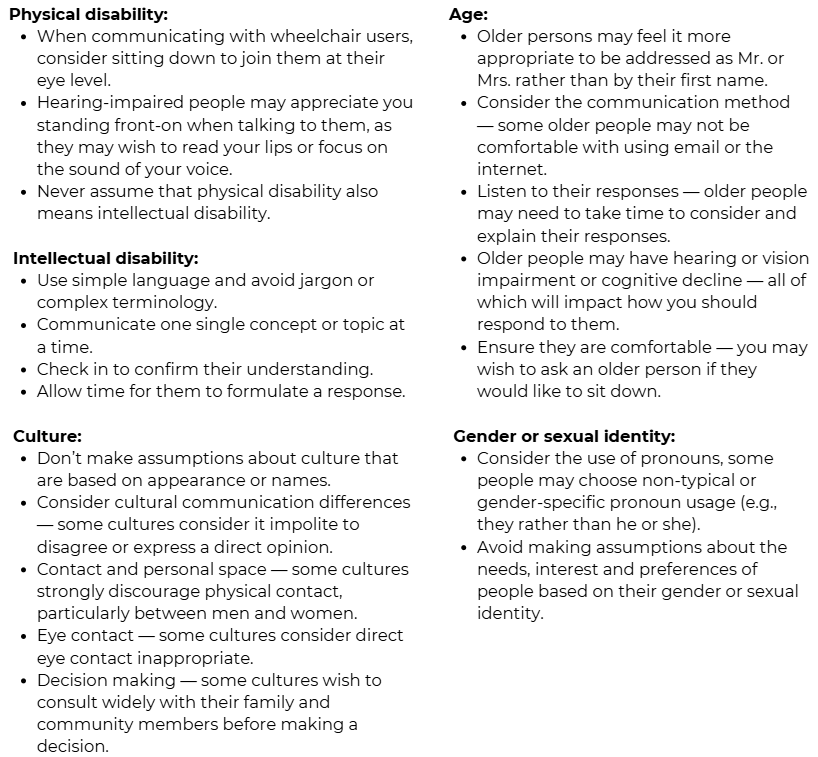 Physical disability:
• When communicating with wheelchair users,
consider sitting down to join them at their
eye level.
• Hearing-impaired people may appreciate you
standing front-on when talking to them, as
they may wish to read your lips or focus on
the sound of your voice.
• Never assume that physical disability also
means intellectual disability.
Intellectual disability:
• Use simple language and avoid jargon or
complex terminology.
• Communicate one single concept or topic at
a time.
• Check in to confirm their understanding.
• Allow time for them to formulate a response.
Culture:
• Don’t make assumptions about culture that
are based on appearance or names.
• Consider cultural communication differences
— some cultures consider it impolite to
disagree or express a direct opinion.
• Contact and personal space — some cultures
strongly discourage physical contact,
particularly between men and women.
• Eye contact — some cultures consider direct
eye contact inappropriate.
• Decision making — some cultures wish to
consult widely with their family and
community members before making a
decision.
Age:
• Older persons may feel it more
appropriate to be addressed as Mr. or
Mrs. rather than by their first name.
• Consider the communication method
— some older people may not be
comfortable with using email or the
internet.
• Listen to their responses — older people
may need to take time to consider and
explain their responses.
• Older people may have hearing or vision
impairment or cognitive decline — all of
which will impact how you should
respond to them.
• Ensure they are comfortable — you may
wish to ask an older person if they
would like to sit down.
Gender or sexual identity:
• Consider the use of pronouns, some
people may choose non-typical or
gender-specific pronoun usage (e.g.,
they rather than he or she).
• Avoid making assumptions about the
needs, interest and preferences of
people based on their gender or sexual
identity.